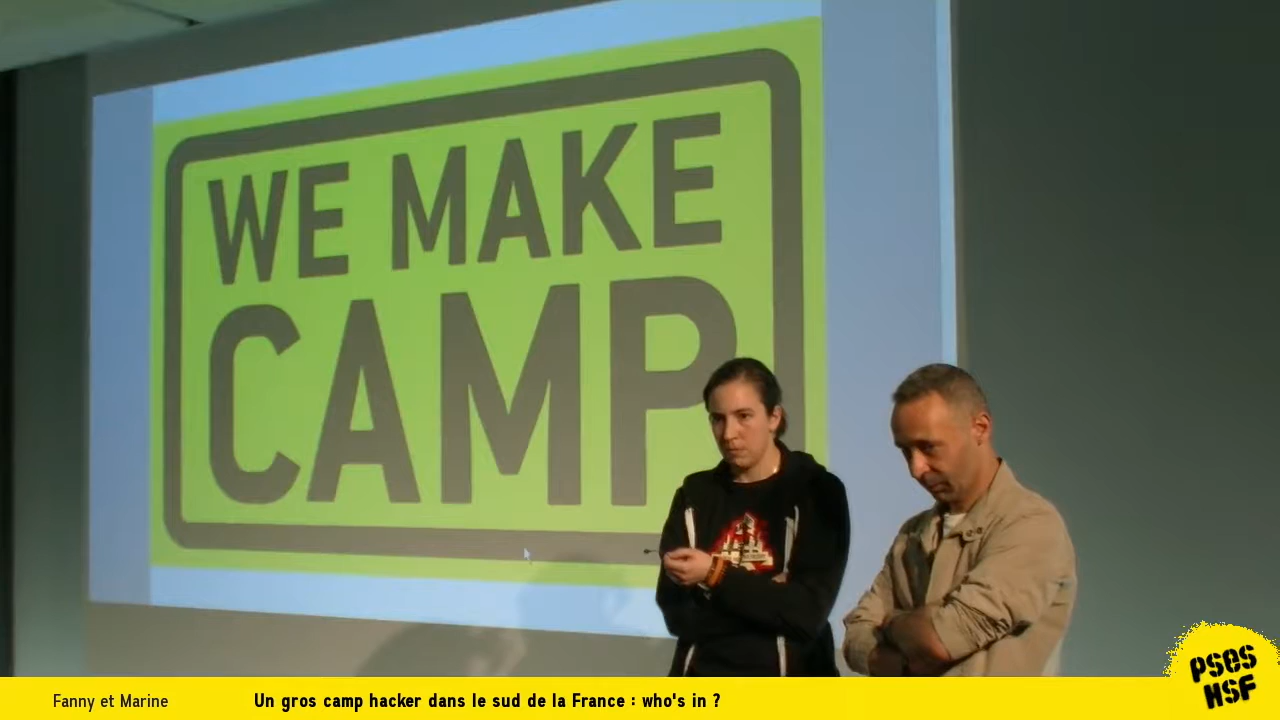 WE MAKE
CAMP
Fanny et Marine
Un gros camp hacker dans le sud de la France : who's in ?
PSES
HSF